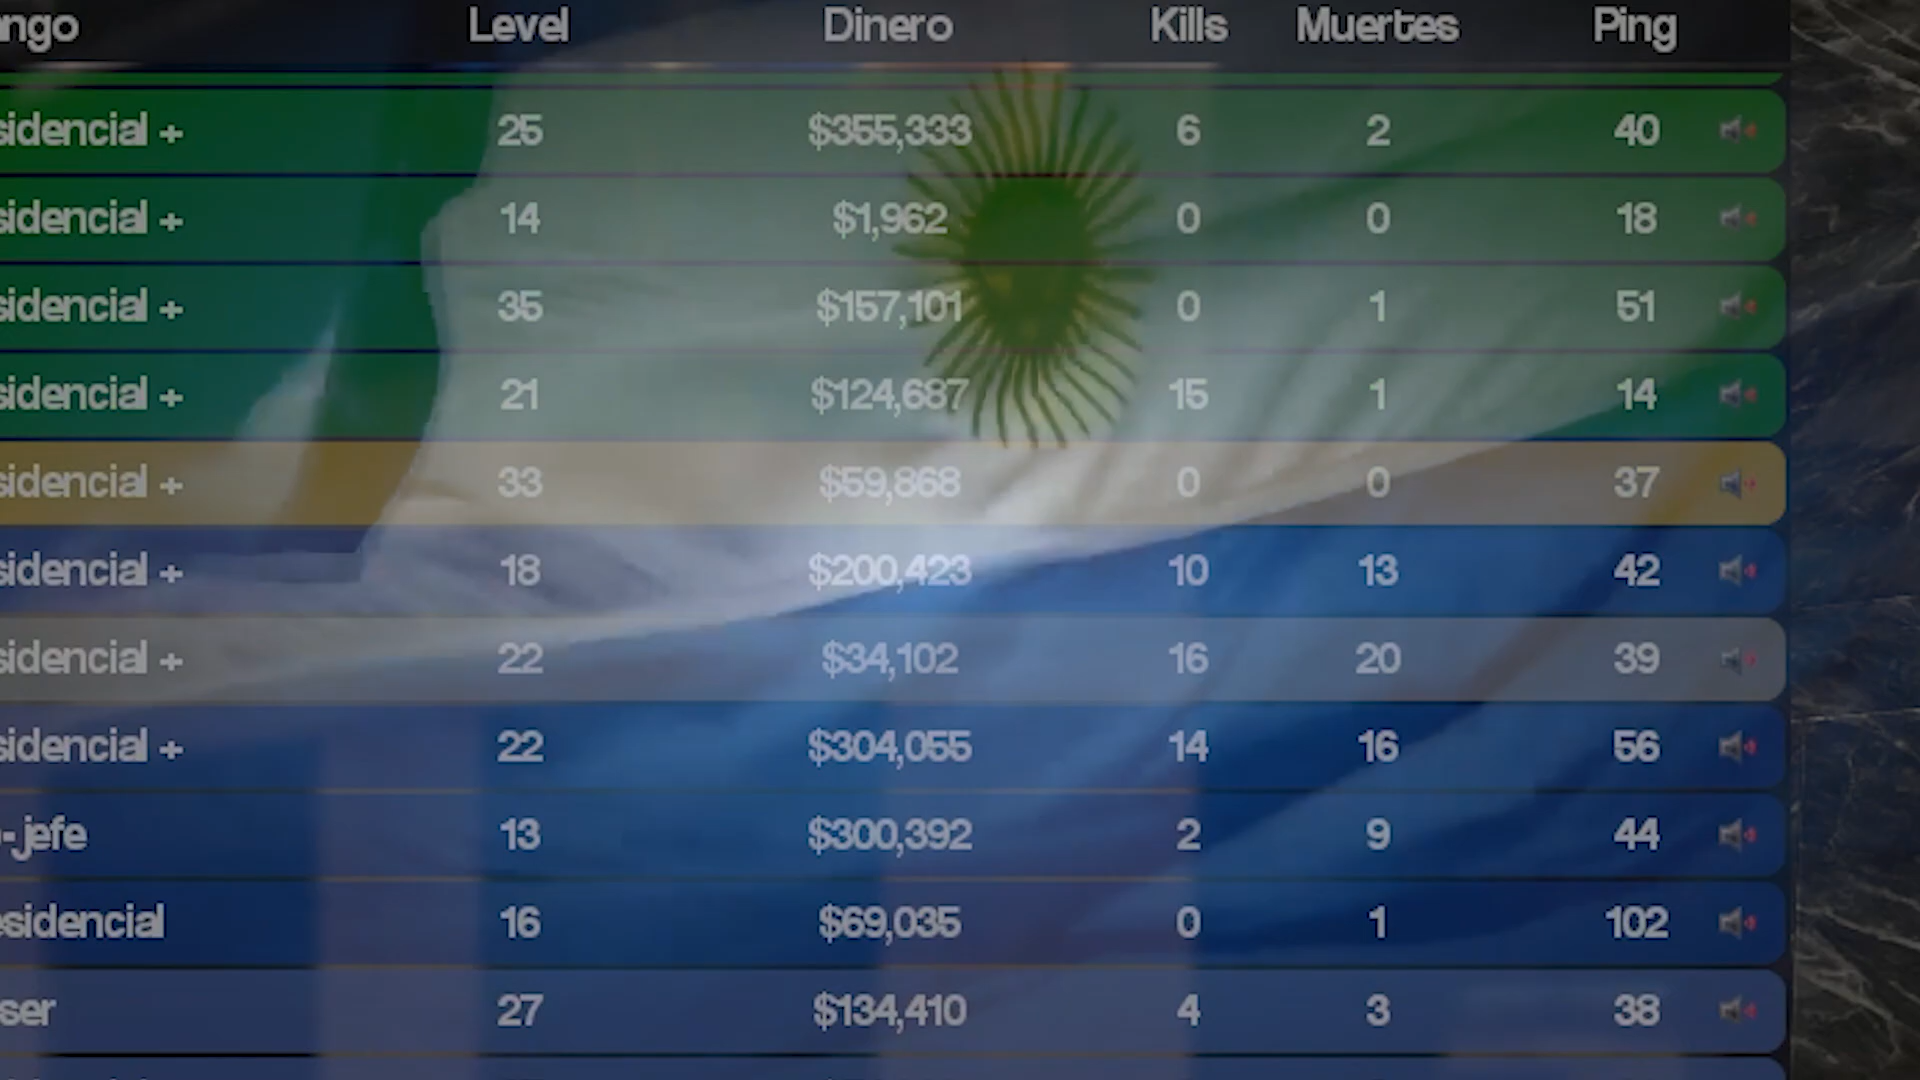 ngo Level Dinero Kills Muertes Ping
sidencial + 25 $355,333 6 2 40
sidencial + 14 $1,962 0 0 18
sidencial + 35 $157,101 0 1 51
sidencial + 21 $124,687 15 1 14
sidencial + 33 $59,868 0 0 37
sidencial + 18 $200,423 10 13 42
sidencial + 22 $34,102 16 20 39
sidencial + 22 $304,055 14 16 56
-jefe 13 $300,392 2 9 44
esidencial 16 $69,035 0 1 102
ser 27 $134,410 4 3 38